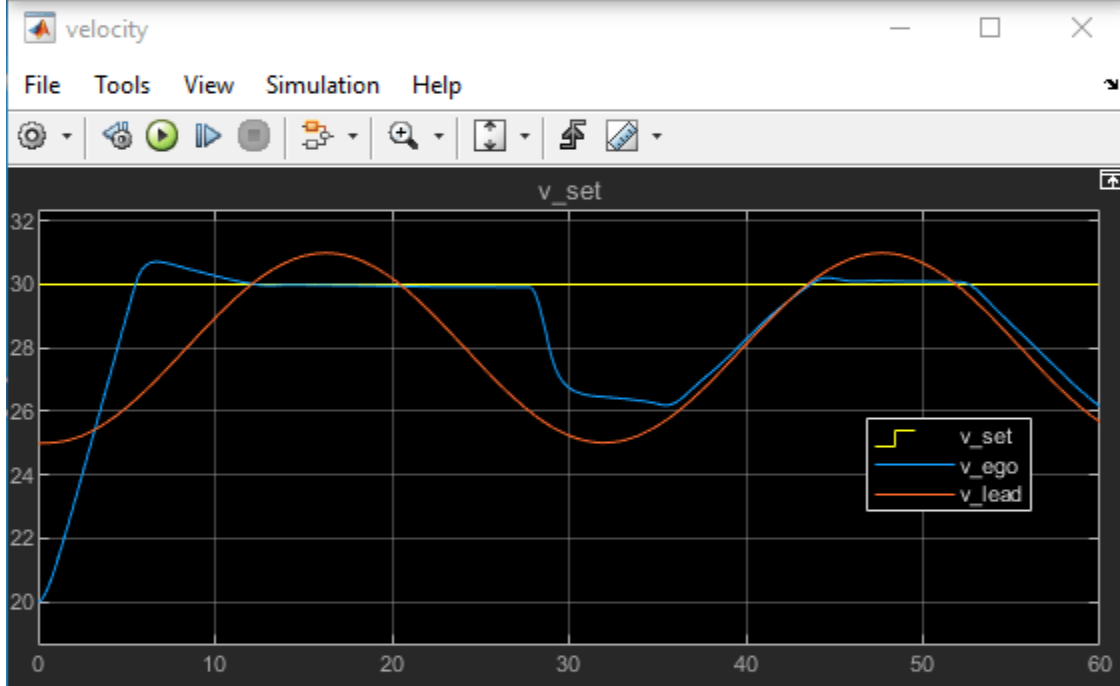 velocity
File Tools View Simulation Help
v_set
32
30
28
26
24
22
20
v_set
v_ego
v_lead
0 10 20 30 40 50 60